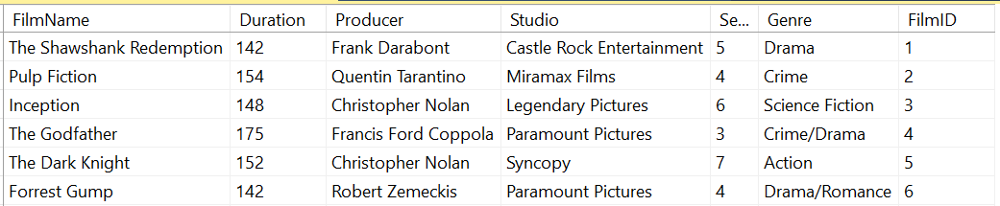 FilmName Duration Producer Studio Se... Genre FilmID
The Shawshank Redemption 142 Frank Darabont Castle Rock Entertainment 5 Drama 1
Pulp Fiction 154 Quentin Tarantino Miramax Films 4 Crime 2
Inception 148 Christopher Nolan Legendary Pictures 6 Science Fiction 3
The Godfather 175 Francis Ford Coppola Paramount Pictures 3 Crime/Drama 4
The Dark Knight 152 Christopher Nolan Syncopy 7 Action 5
Forrest Gump 142 Robert Zemeckis Paramount Pictures 4 Drama/Romance 6